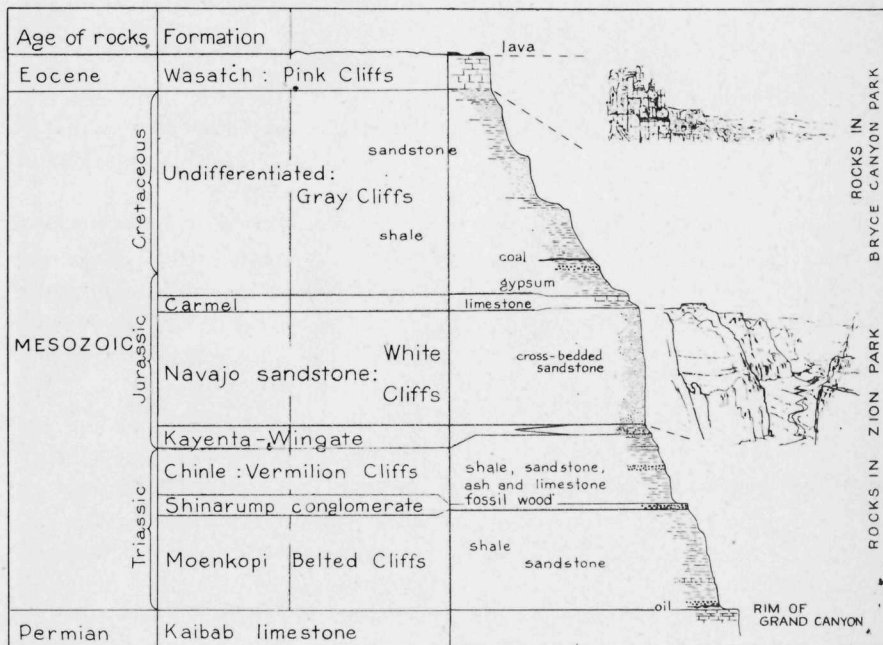 Age of rocks
Formation
lava
Eocene
Wasatch: Pink Cliffs
MESOZOIC
Cretaceous
Undifferentiated:
Gray Cliffs
sandstone
shale
coal
gypsum
Jurassic
Carmel
limestone
Navajo sandstone:
White
Cliffs
cross-bedded
sandstone
Kayenta-Wingate
Triassic
Chinle: Vermilion Cliffs
shale, sandstone,
ash and limestone
fossil wood
Shinarump conglomerate
Moenkopi Belted Cliffs
shale
sandstone
oil
Permian
Kaibab limestone
RIM OF
GRAND CANYON
ROCKS IN
BRYCE CANYON PARK
ROCKS IN ZION PARK